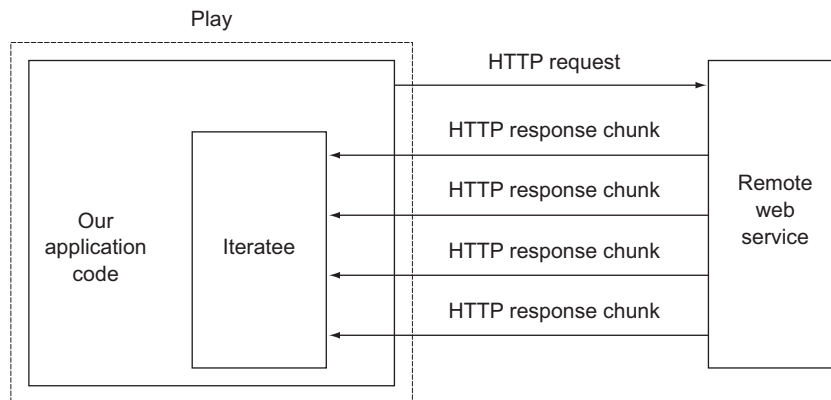 Play
HTTP request
HTTP response chunk
HTTP response chunk
HTTP response chunk
HTTP response chunk
Our
application
code
Iteratee
Remote
web
service